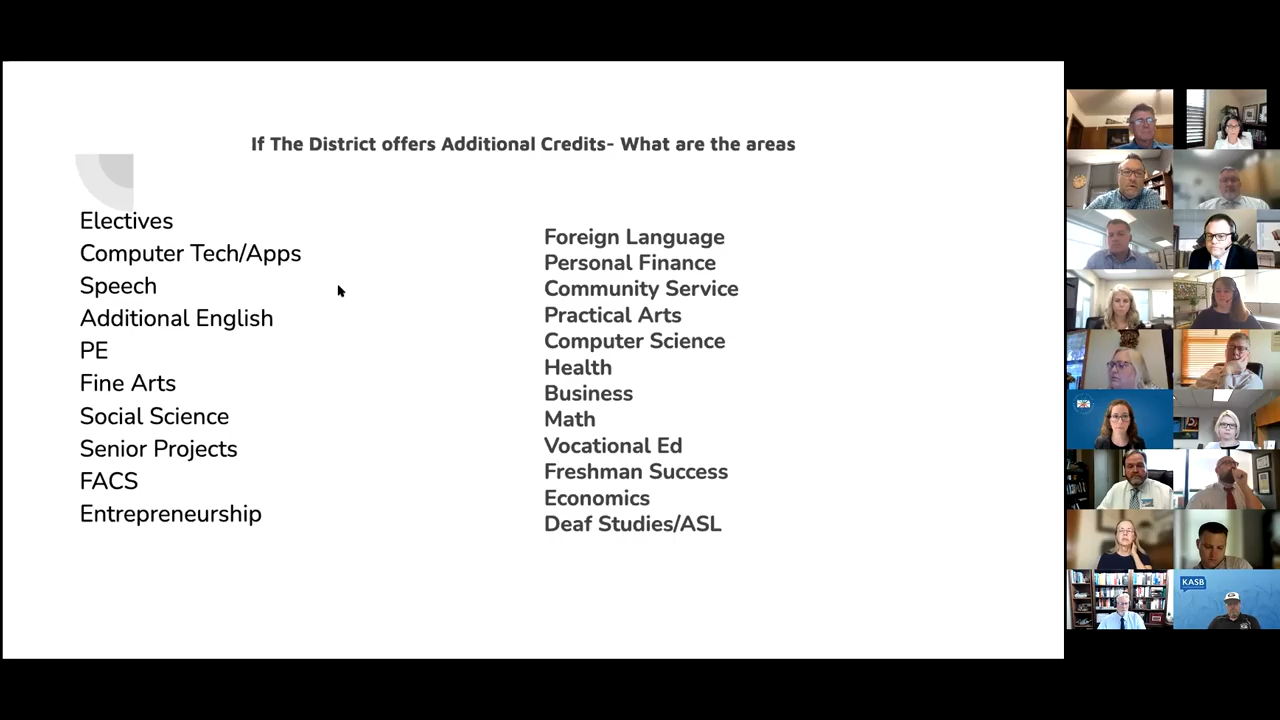 If The District offers Additional Credits- What are the areas
Electives
Computer Tech/Apps
Speech
Additional English
PE
Fine Arts
Social Science
Senior Projects
FACS
Entrepreneurship
Foreign Language
Personal Finance
Community Service
Practical Arts
Computer Science
Health
Business
Math
Vocational Ed
Freshman Success
Economics
Deaf Studies/ASL
KASB